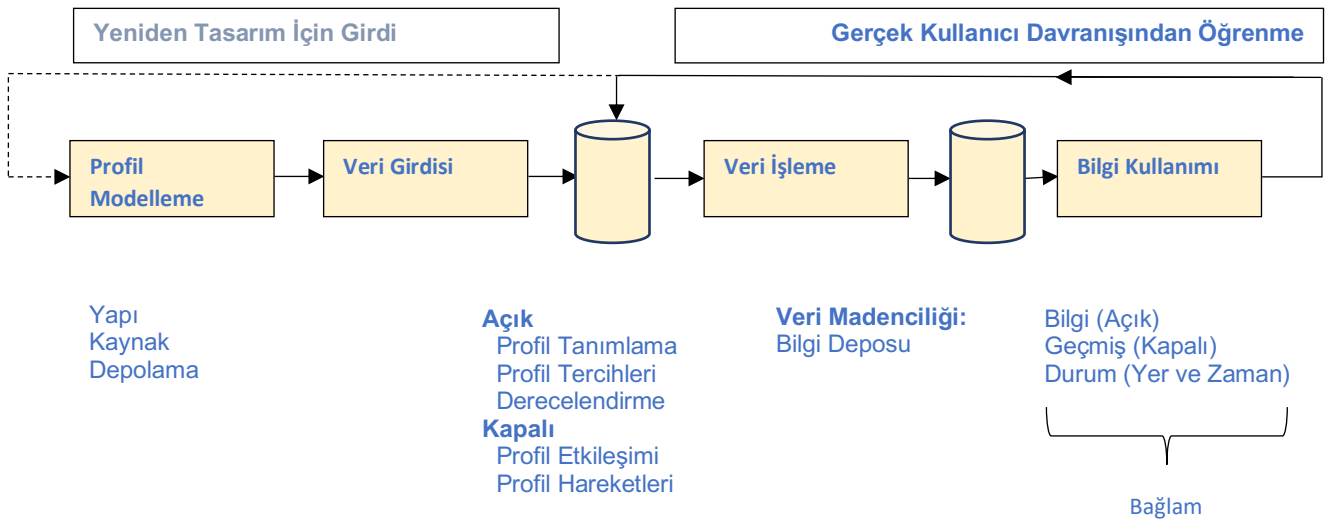 Yeniden Tasarım İçin Girdi
Gerçek Kullanıcı Davranışından Öğrenme
Profil
Modelleme
Veri Girdisi
Veri İşleme
Bilgi Kullanımı
Yapı
Kaynak
Depolama
Açık
Profil Tanımlama
Profil Tercihleri
Derecelendirme
Kapalı
Profil Etkileşimi
Profil Hareketleri
Veri Madenciliği:
Bilgi Deposu
Bilgi (Açık)
Geçmiş (Kapalı)
Durum (Yer ve Zaman)
Bağlam